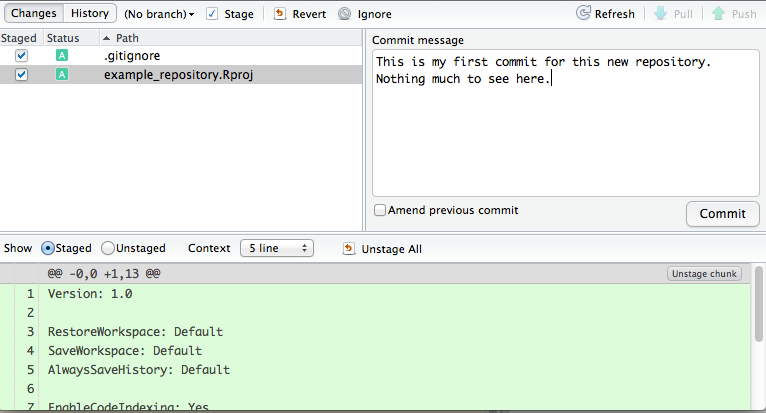 Changes History (No branch) Stage Revert Ignore Refresh Pull Push
Staged Status Path
A .gitignore
A example_repository.Rproj
Commit message
This is my first commit for this new repository.
Nothing much to see here.
Amend previous commit
Commit
Show Staged Unstaged Context 5 line Unstage All
@@ -0,0 +1,13 @@ Unstage chunk
1 Version: 1.0
2
3 RestoreWorkspace: Default
4 SaveWorkspace: Default
5 AlwaysSaveHistory: Default
6
7 EnableCodeIndexing: Yes